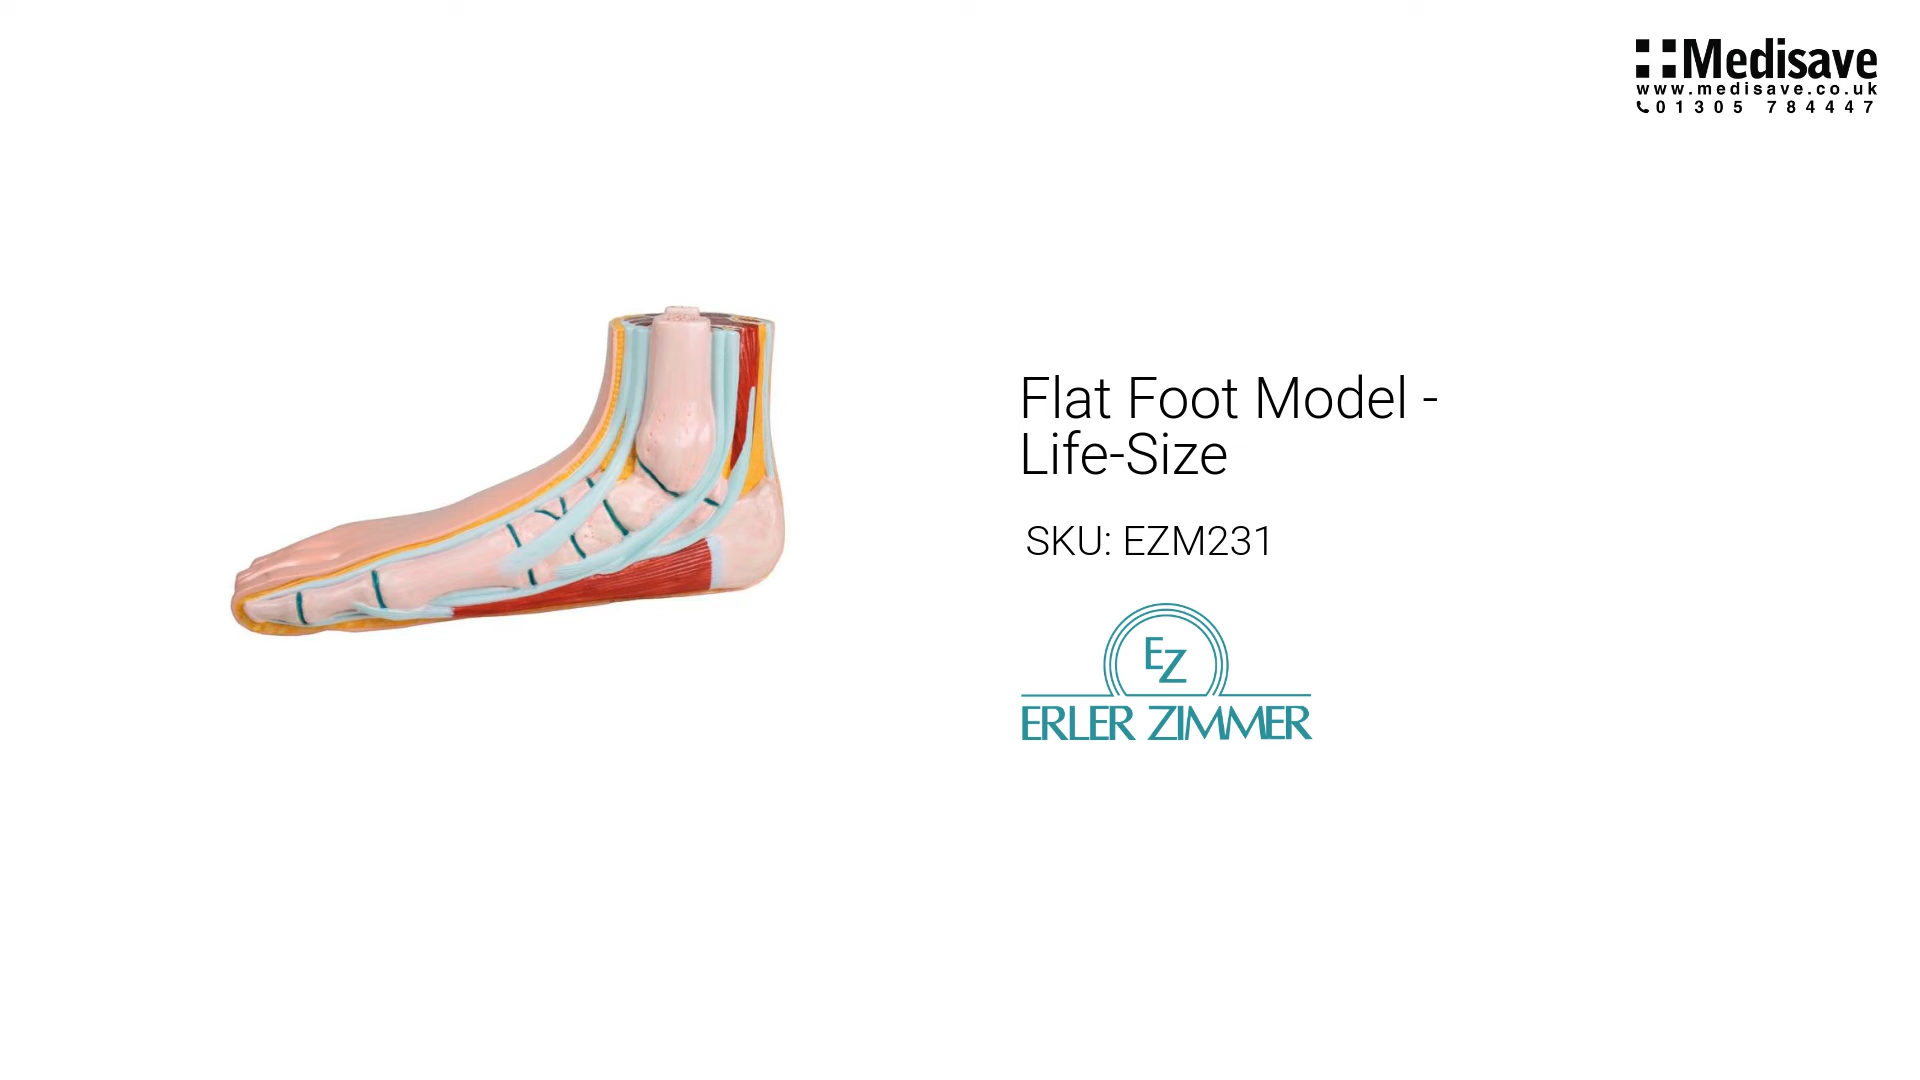 Medisave
www.medisave.co.uk
01305 784447
Flat Foot Model -
Life-Size
SKU: EZM231
EZ
ERLER ZIMMER